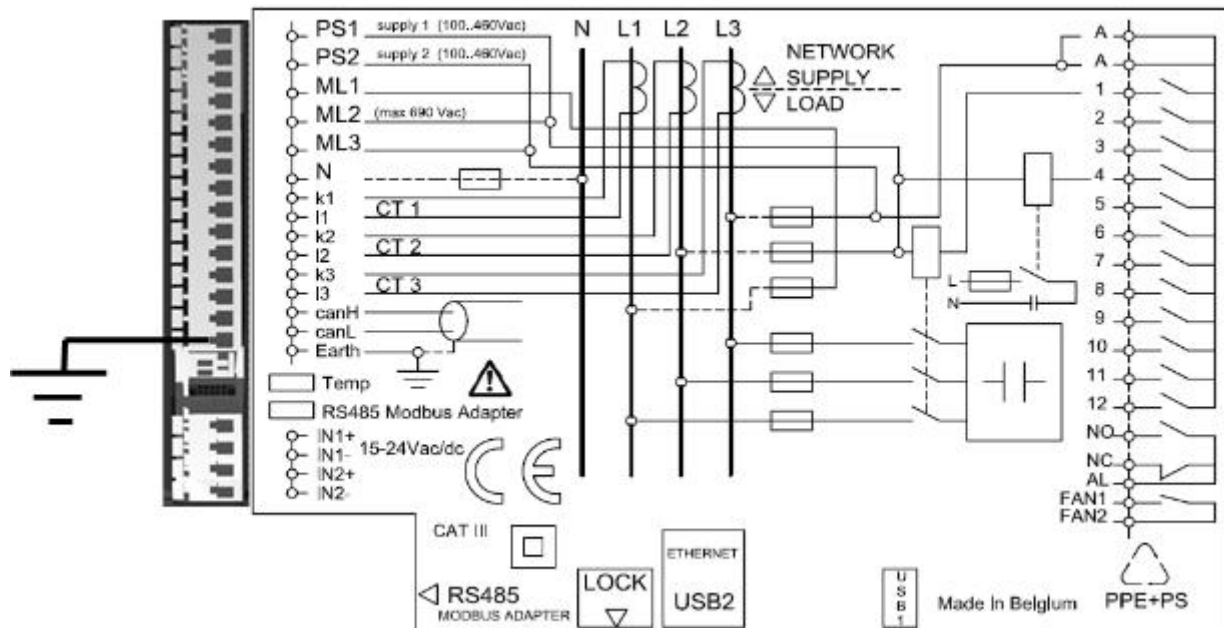 PS1 supply 1 (100..460Vac)
PS2 supply 2 (100..460Vac)
ML1
ML2 (max 690 Vac)
ML3
N
k1
l1 CT 1
k2
l2 CT 2
k3
l3 CT 3
canH
canL
Earth
Temp
RS485 Modbus Adapter
IN1+
IN1- 15-24Vac/dc
IN2+
IN2-
CE
N L1 L2 L3
NETWORK
SUPPLY
LOAD
L
N
A
A
1
2
3
4
5
6
7
8
9
10
11
12
NO
NC
AL
FAN1
FAN2
CAT III
RS485
MODBUS ADAPTER
LOCK
ETHERNET
USB2
USB1
Made in Belgium
PPE+PS